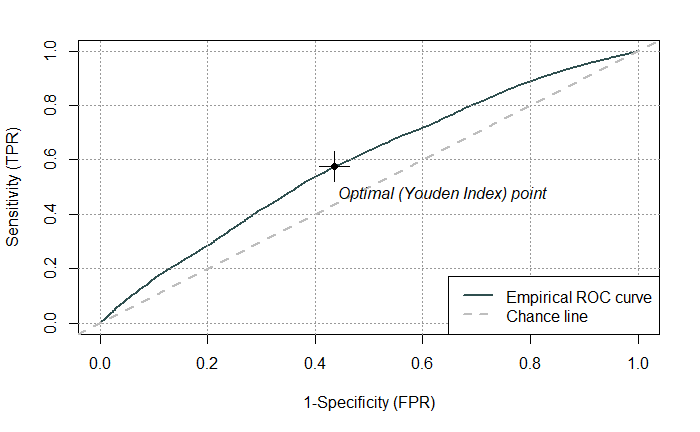 Sensitivity (TPR)
1.0
0.8
0.6
0.4
0.2
0.0
Optimal (Youden Index) point
Empirical ROC curve
Chance line
0.0 0.2 0.4 0.6 0.8 1.0
1-Specificity (FPR)